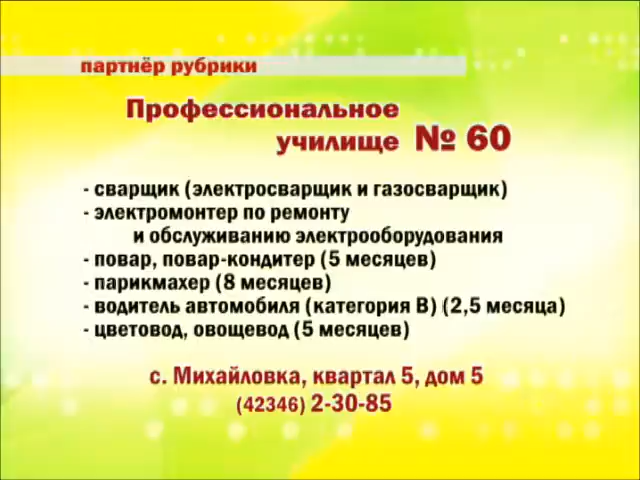 партнёр рубрики
Профессиональное
училище № 60
- сварщик (электросварщик и газосварщик)
- электромонтер по ремонту
и обслуживанию электрооборудования
- повар, повар-кондитер (5 месяцев)
- парикмахер (8 месяцев)
- водитель автомобиля (категория В) (2,5 месяца)
- цветовод, овощевод (5 месяцев)
с. Михайловка, квартал 5, дом 5
(42346) 2-30-85